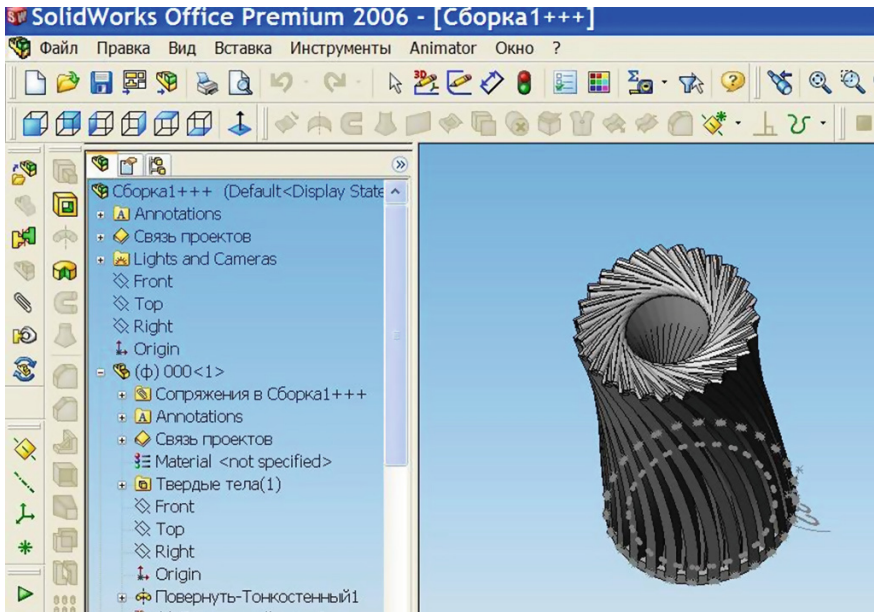 SolidWorks Office Premium 2006 - [Сборка1+++]
Файл Правка Вид Вставка Инструменты Animator Окно ?
Сборка1+++ (Default<Display State
Annotations
Связь проектов
Lights and Cameras
Front
Top
Right
Origin
(ф) 000<1>
Сопряжения в Сборка1+++
Annotations
Связь проектов
Material <not specified>
Твердые тела(1)
Front
Top
Right
Origin
Повернуть-Тонкостенный1